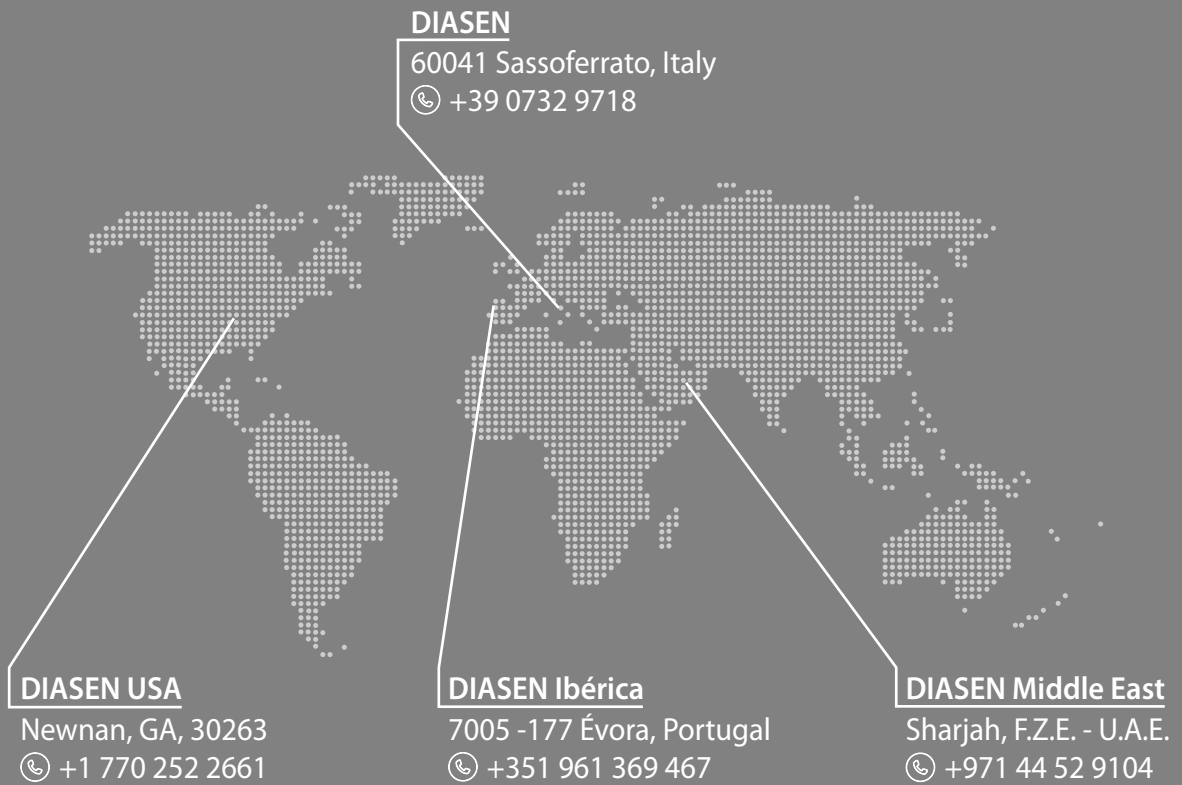 DIASEN
60041 Sassoferrato, Italy
+39 0732 9718
DIASEN USA
Newnan, GA, 30263
+1 770 252 2661
DIASEN Ibérica
7005 -177 Évora, Portugal
+351 961 369 467
DIASEN Middle East
Sharjah, F.Z.E. - U.A.E.
+971 44 52 9104